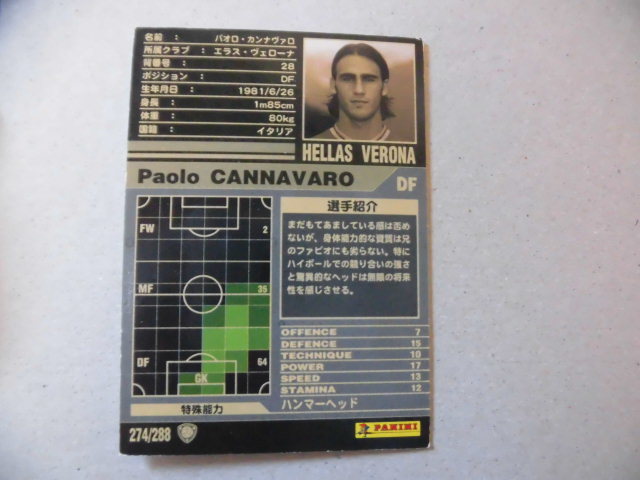 名前 : パオロ・カンナヴァロ
所属クラブ : エラス・ヴェローナ
背番号 : 28
ポジション : DF
生年月日 : 1981/6/26
身長 : 1m85cm
体重 : 80kg
国籍 : イタリア
HELLAS VERONA
Paolo CANNAVARO DF
FW 2
MF 35
DF 64
GK
選手紹介
まだもてあましている感は否め
ないが、身体能力的な資質は兄
のファビオにも劣らない。特に
ハイボールでの競り合いの強さ
と驚異的なヘッドは無限の将来
性を感じさせる。
OFFENCE 7
DEFENCE 15
TECHNIQUE 10
POWER 17
SPEED 13
STAMINA 12
特殊能力 ハンマーヘッド
274/288
PANINI